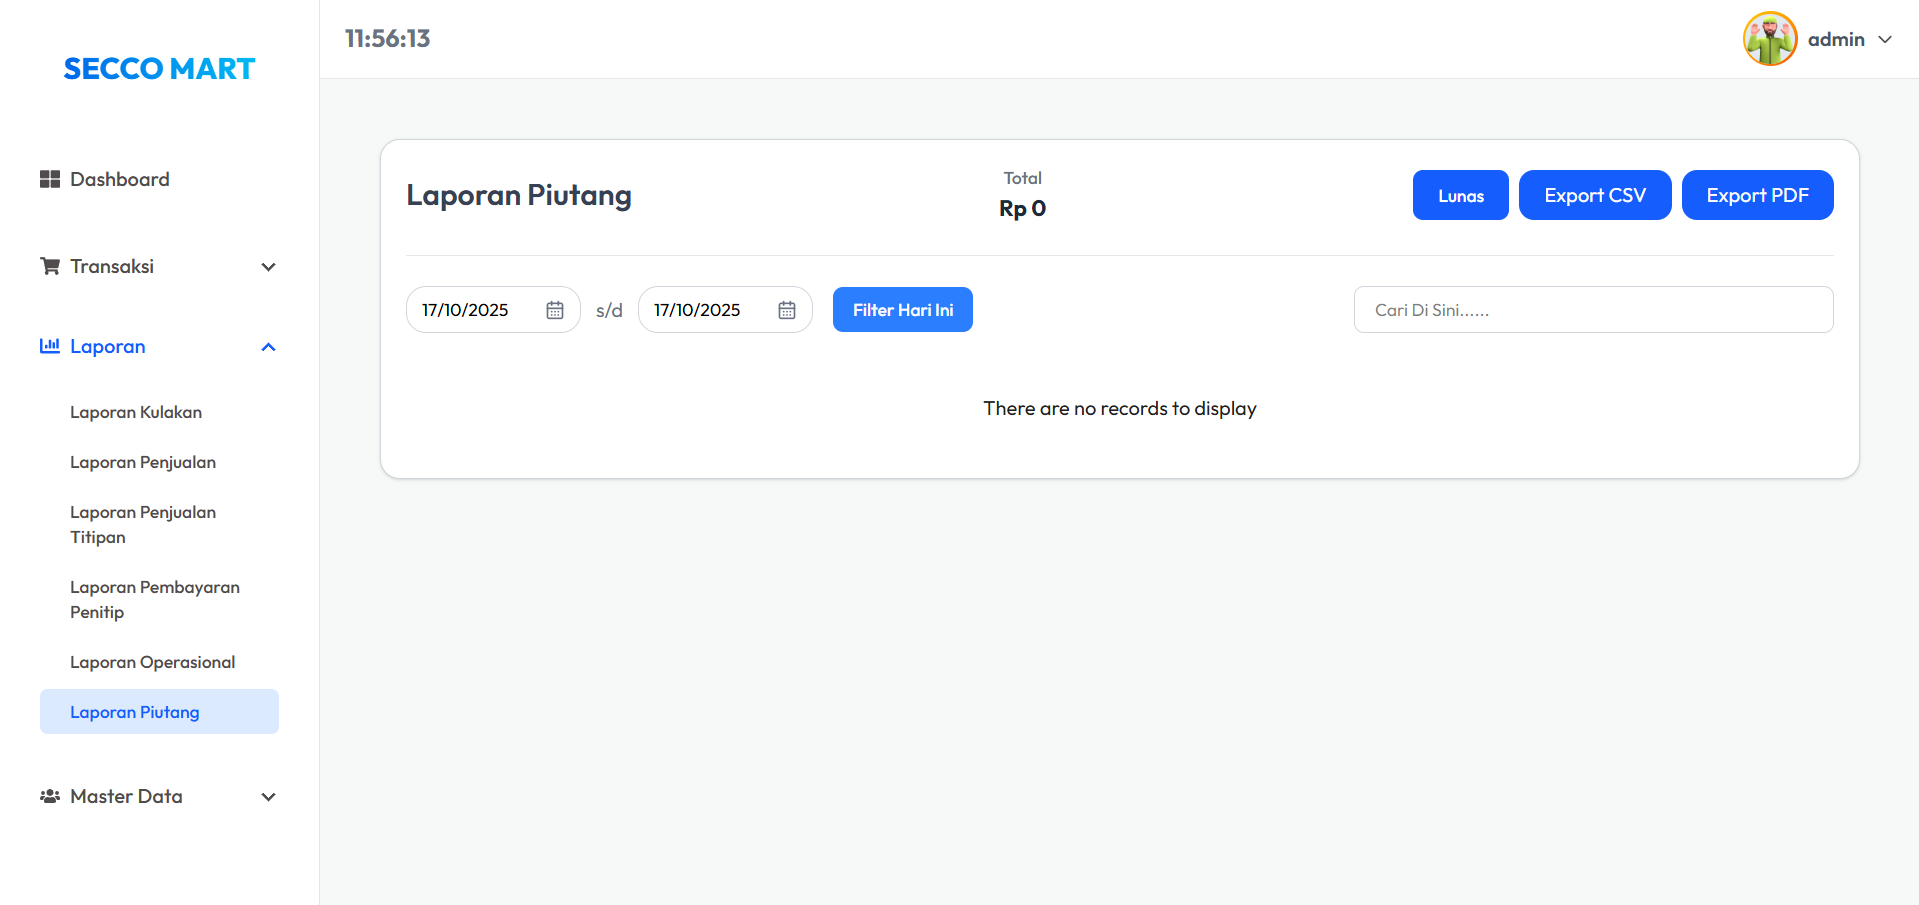 SECCO MART
Dashboard
Transaksi
Laporan
Laporan Kulakan
Laporan Penjualan
Laporan Penjualan
Titipan
Laporan Pembayaran
Penitip
Laporan Operasional
Laporan Piutang
Master Data
11:56:13
admin
Laporan Piutang
Total
Rp 0
Lunas
Export CSV
Export PDF
17/10/2025
s/d
17/10/2025
Filter Hari Ini
Cari Di Sini......
There are no records to display